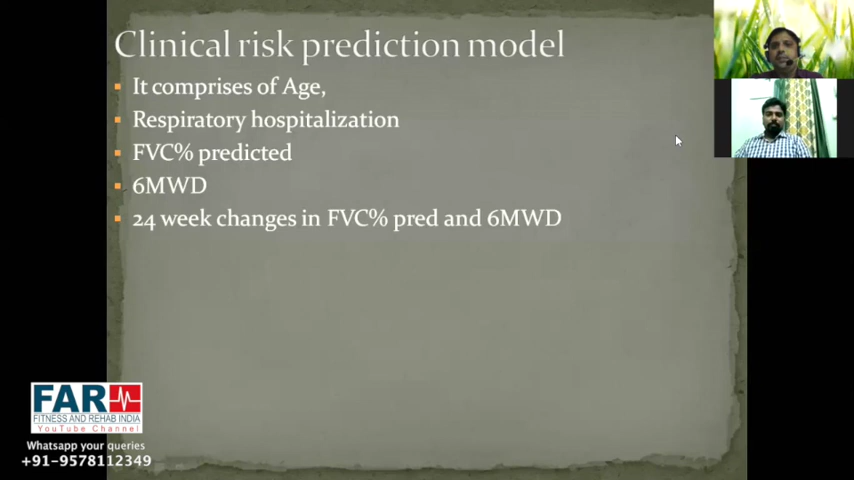 Clinical risk prediction model
It comprises of Age,
Respiratory hospitalization
FVC% predicted
6MWD
24 week changes in FVC% pred and 6MWD
FAR
FITNESS AND REHAB INDIA
YouTube Channel
Whatsapp your queries
+91-9578112349